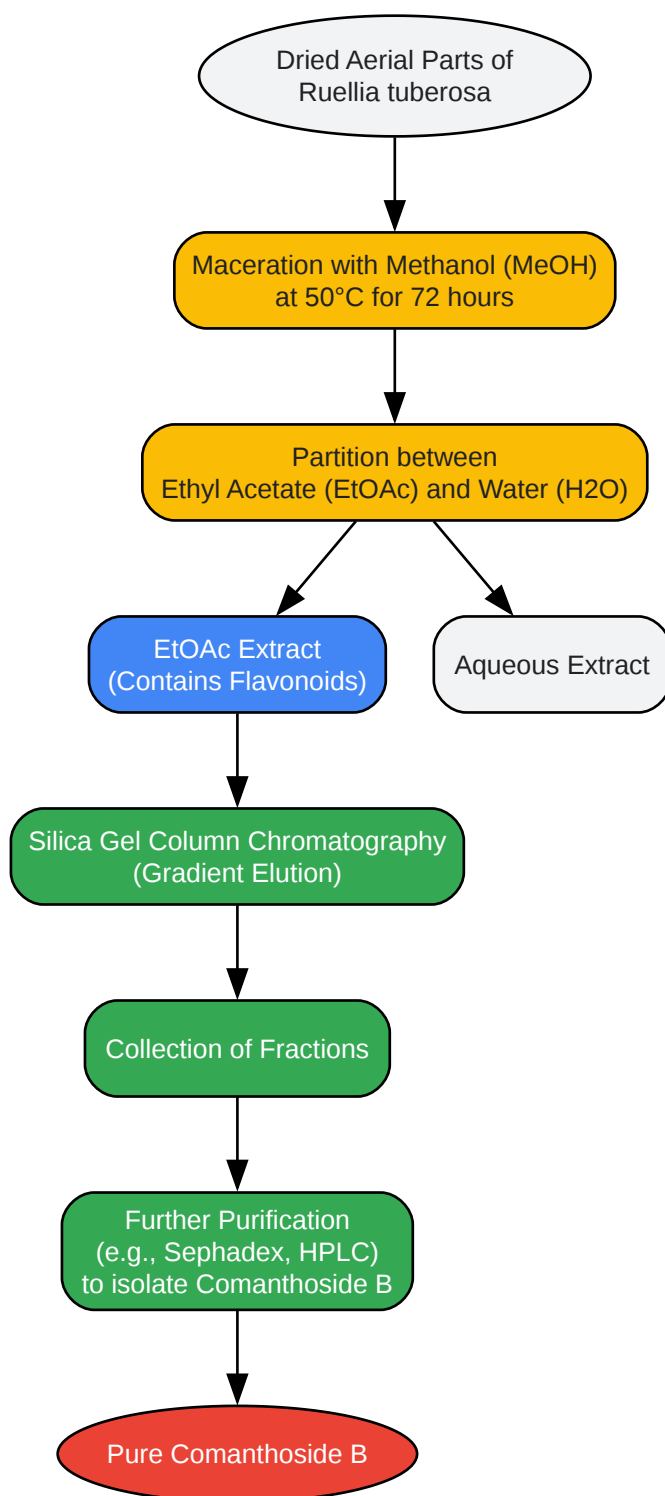 Dried Aerial Parts of
Ruellia tuberosa
Maceration with Methanol (MeOH)
at 50°C for 72 hours
Partition between
Ethyl Acetate (EtOAc) and Water (H2O)
EtOAc Extract
(Contains Flavonoids)
Aqueous Extract
Silica Gel Column Chromatography
(Gradient Elution)
Collection of Fractions
Further Purification
(e.g., Sephadex, HPLC)
to isolate Comanthoside B
Pure Comanthoside B